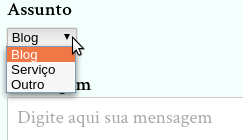 Assunto
Blog
Blog
Serviço
Outro
m
Digite aqui sua mensagem